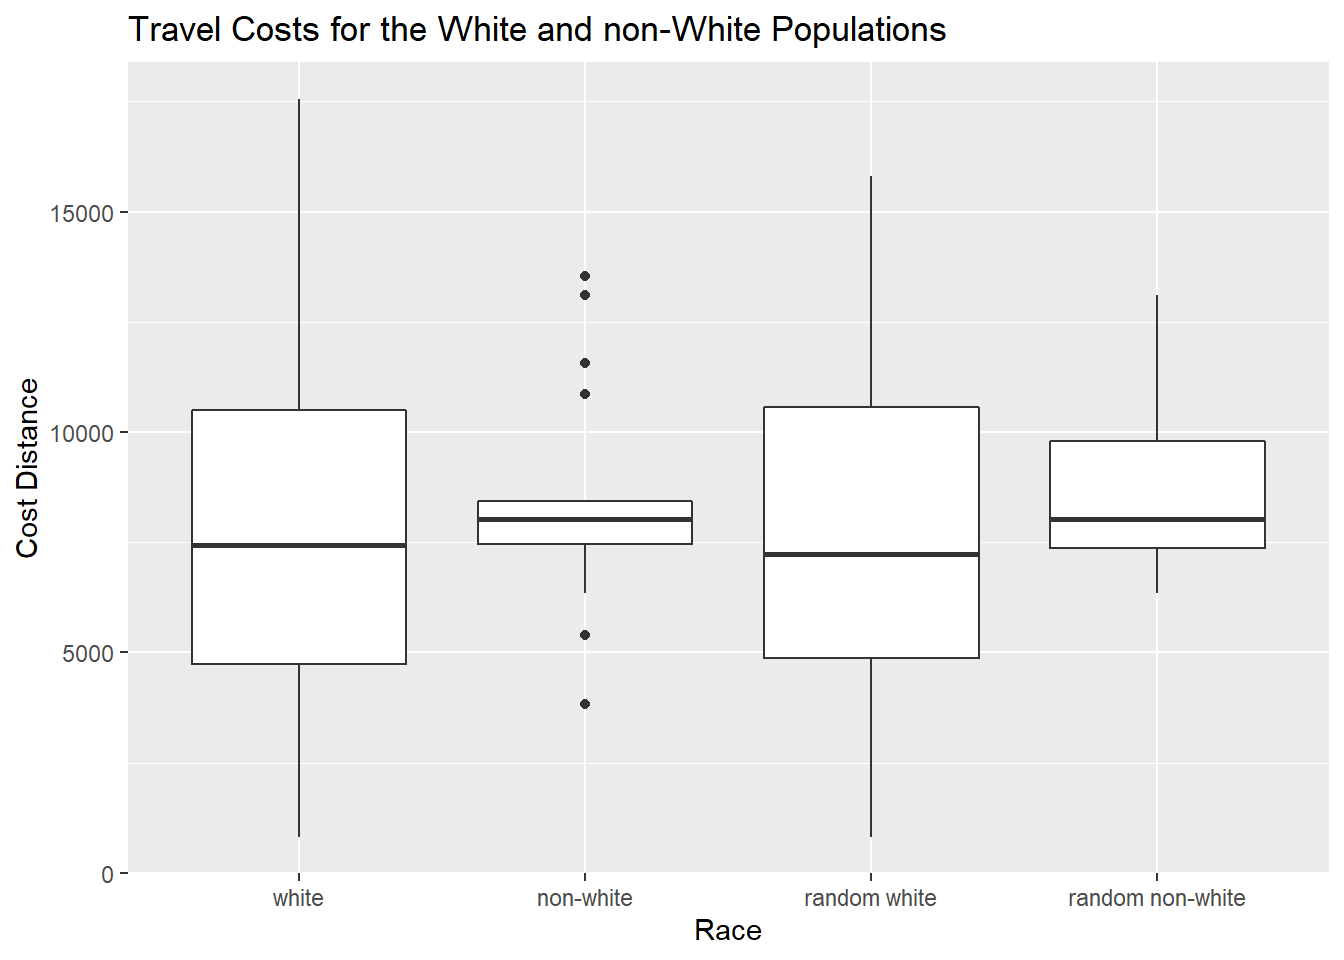 Travel Costs for the White and non-White Populations
Cost Distance
15000
10000
5000
0
white non-white random white random non-white
Race